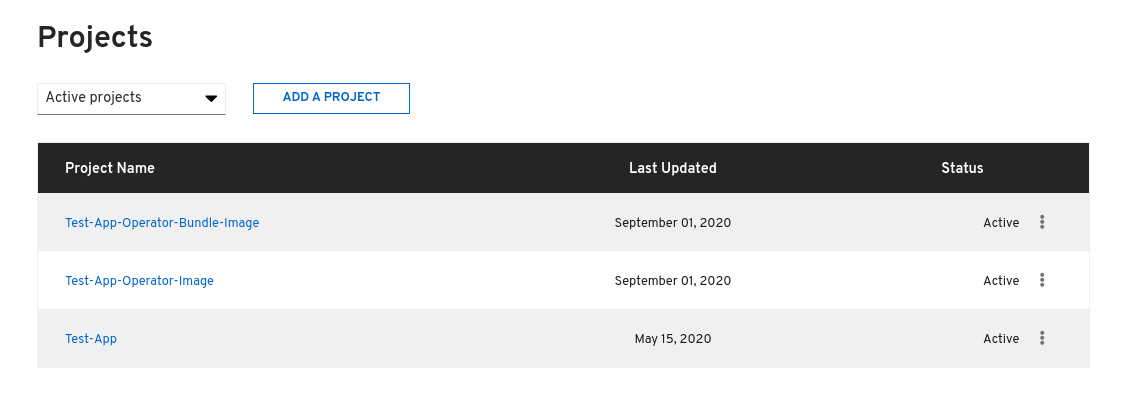 Projects
Active projects
ADD A PROJECT
Project Name Last Updated Status
Test-App-Operator-Bundle-Image September 01, 2020 Active
Test-App-Operator-Image September 01, 2020 Active
Test-App May 15, 2020 Active